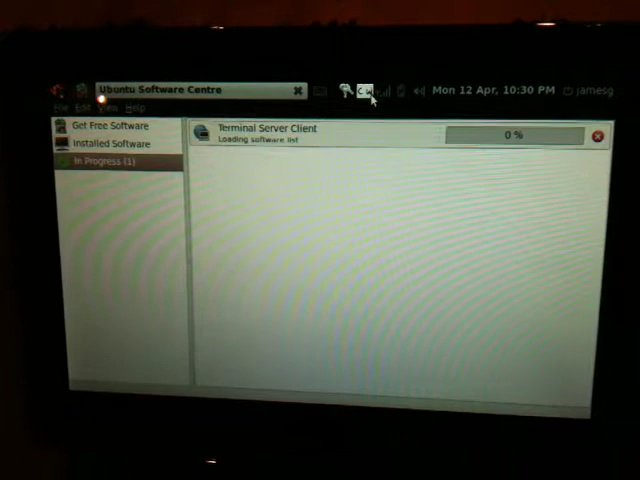 Ubuntu Software Centre
Mon 12 Apr, 10:30 PM jamesg
File Edit View Help
Get Free Software
Installed Software
In Progress (1)
Terminal Server Client
Loading software list
0 %